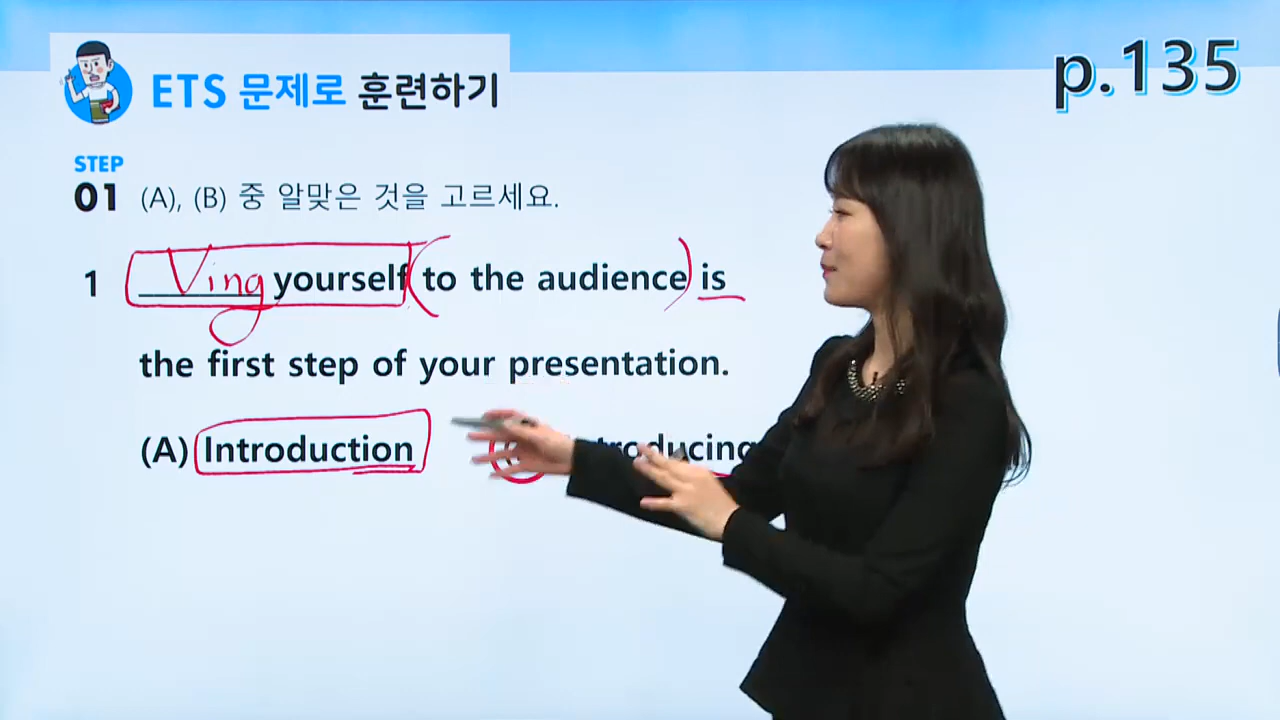 ETS 문제로 훈련하기
p.135
STEP
01 (A), (B) 중 알맞은 것을 고르세요.
1 Ving yourself (to the audience) is
the first step of your presentation.
(A) Introduction